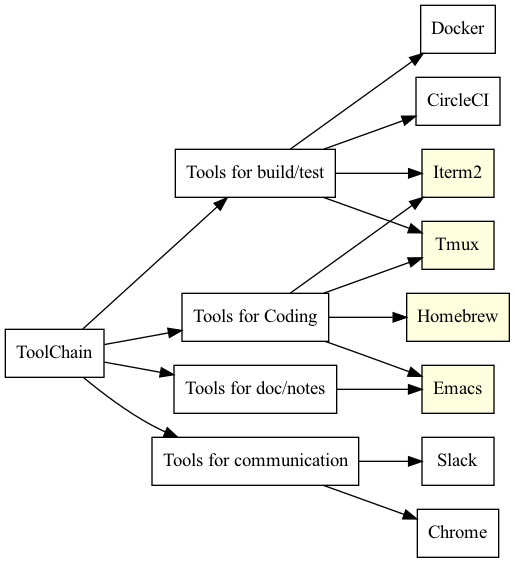 Docker
CircleCI
Tools for build/test
Iterm2
Tmux
Tools for Coding
Homebrew
ToolChain
Tools for doc/notes
Emacs
Tools for communication
Slack
Chrome